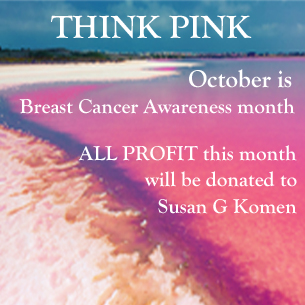 THINK PINK
October is
Breast Cancer Awareness month
ALL PROFIT this month
will be donated to
Susan G Komen